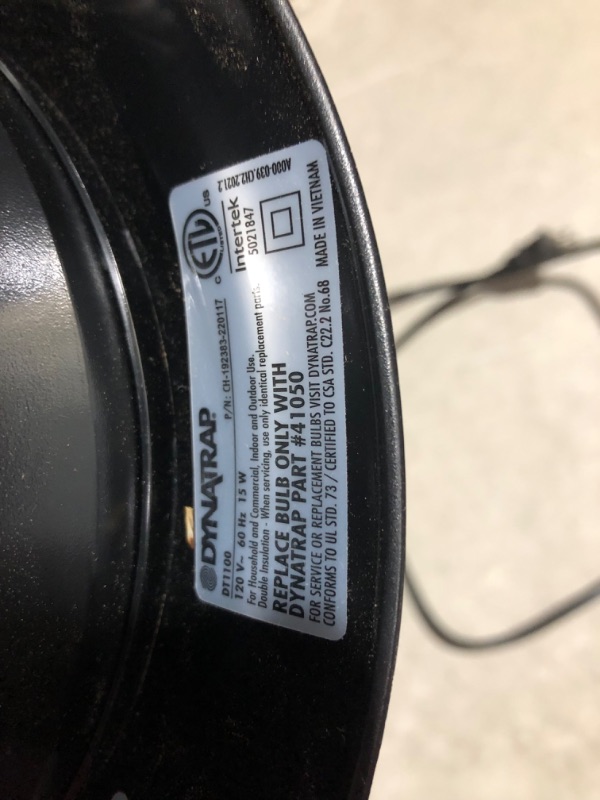 DYNATRAP®
DT1100 P/N: CH-192383-220117
120 V~ 60 Hz 15 W
For Household and Commercial, Indoor and Outdoor Use.
Double Insulation - When servicing, use only identical replacement parts.
REPLACE BULB ONLY WITH
DYNATRAP PART #41050
FOR SERVICE OR REPLACEMENT BULBS VISIT DYNATRAP.COM
CONFORMS TO UL STD. 73 / CERTIFIED TO CSA STD. C22.2 No.68
C ETL US
Intertek
5021847
MADE IN VIETNAM
A000-039.CH2.2021.2